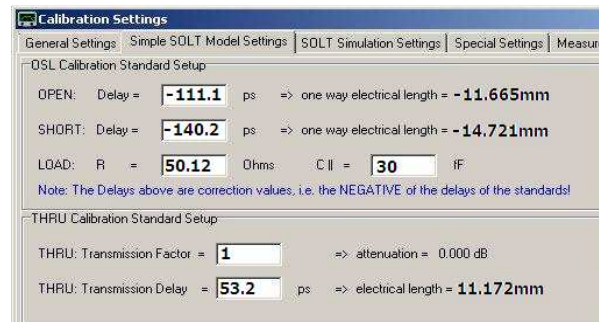 Calibration Settings
General Settings Simple SOLT Model Settings SOLT Simulation Settings Special Settings Measur
OSL Calibration Standard Setup
OPEN: Delay = -111.1 ps => one way electrical length = -11.665mm
SHORT: Delay = -140.2 ps => one way electrical length = -14.721mm
LOAD: R = 50.12 Ohms C || = 30 fF
Note: The Delays above are correction values, i.e. the NEGATIVE of the delays of the standards!
THRU Calibration Standard Setup
THRU: Transmission Factor = 1 => attenuation = 0.000 dB
THRU: Transmission Delay = 53.2 ps => electrical length = 11.172mm